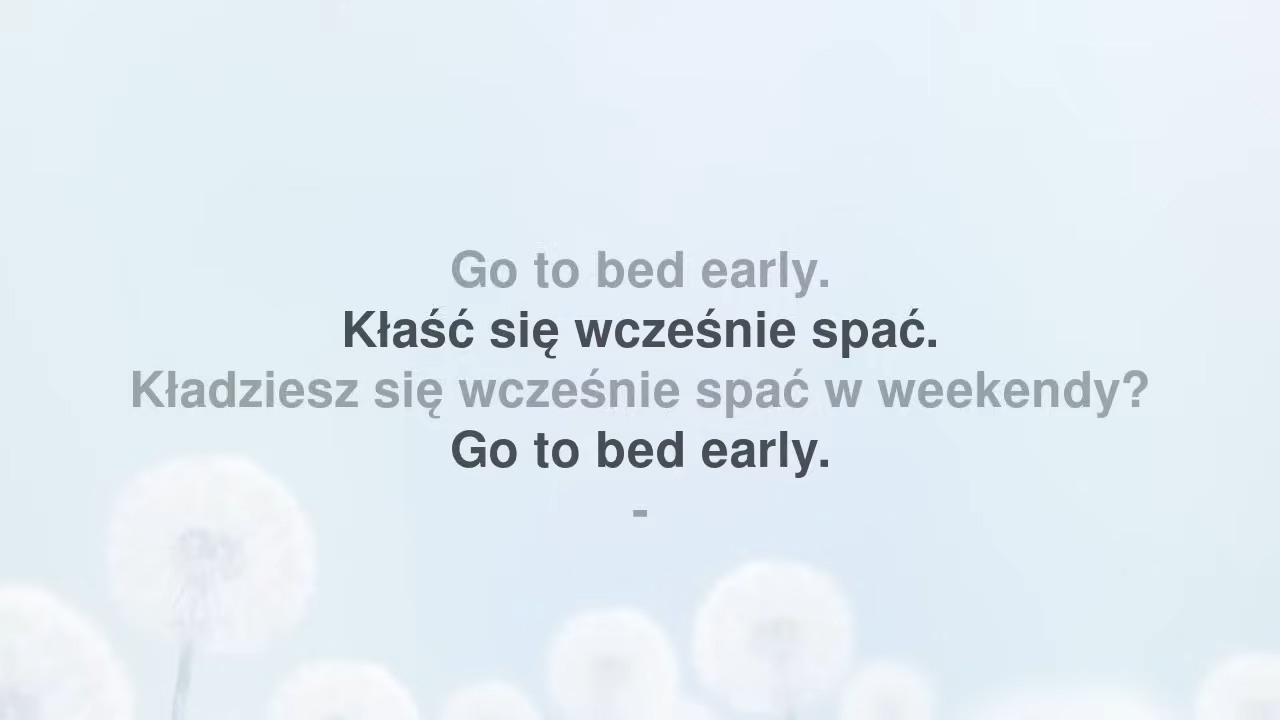 Go to bed early.
Kłaść się wcześnie spać.
Kładziesz się wcześnie spać w weekendy?
Go to bed early.
-